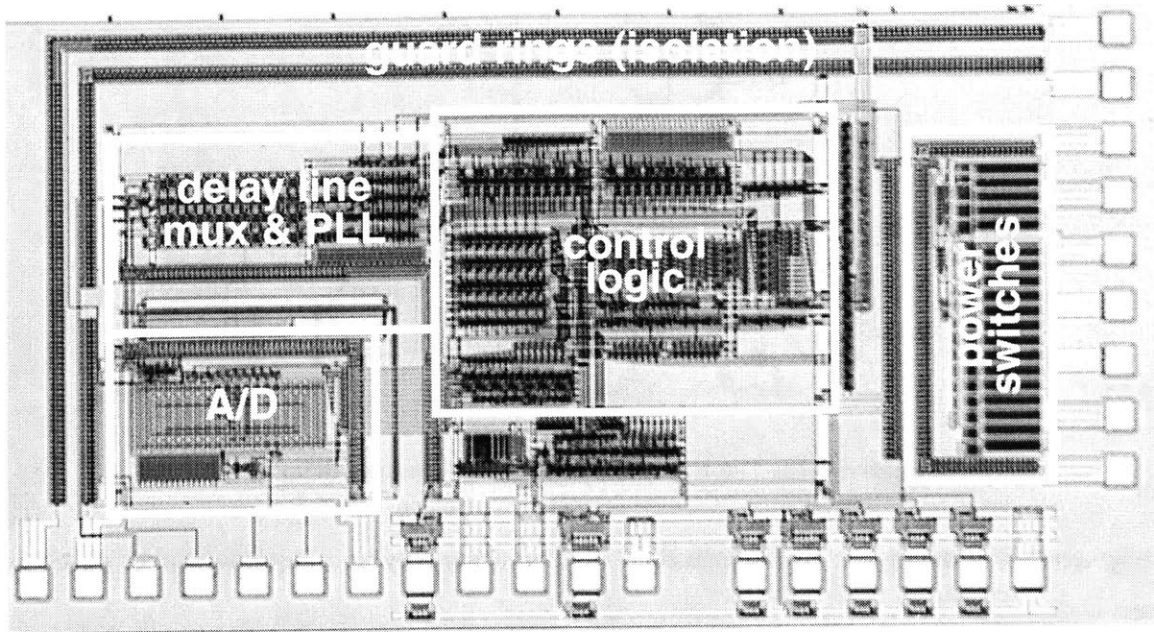 guard rings (isolation)
delay line
mux & PLL
control
logic
power
switches
A/D